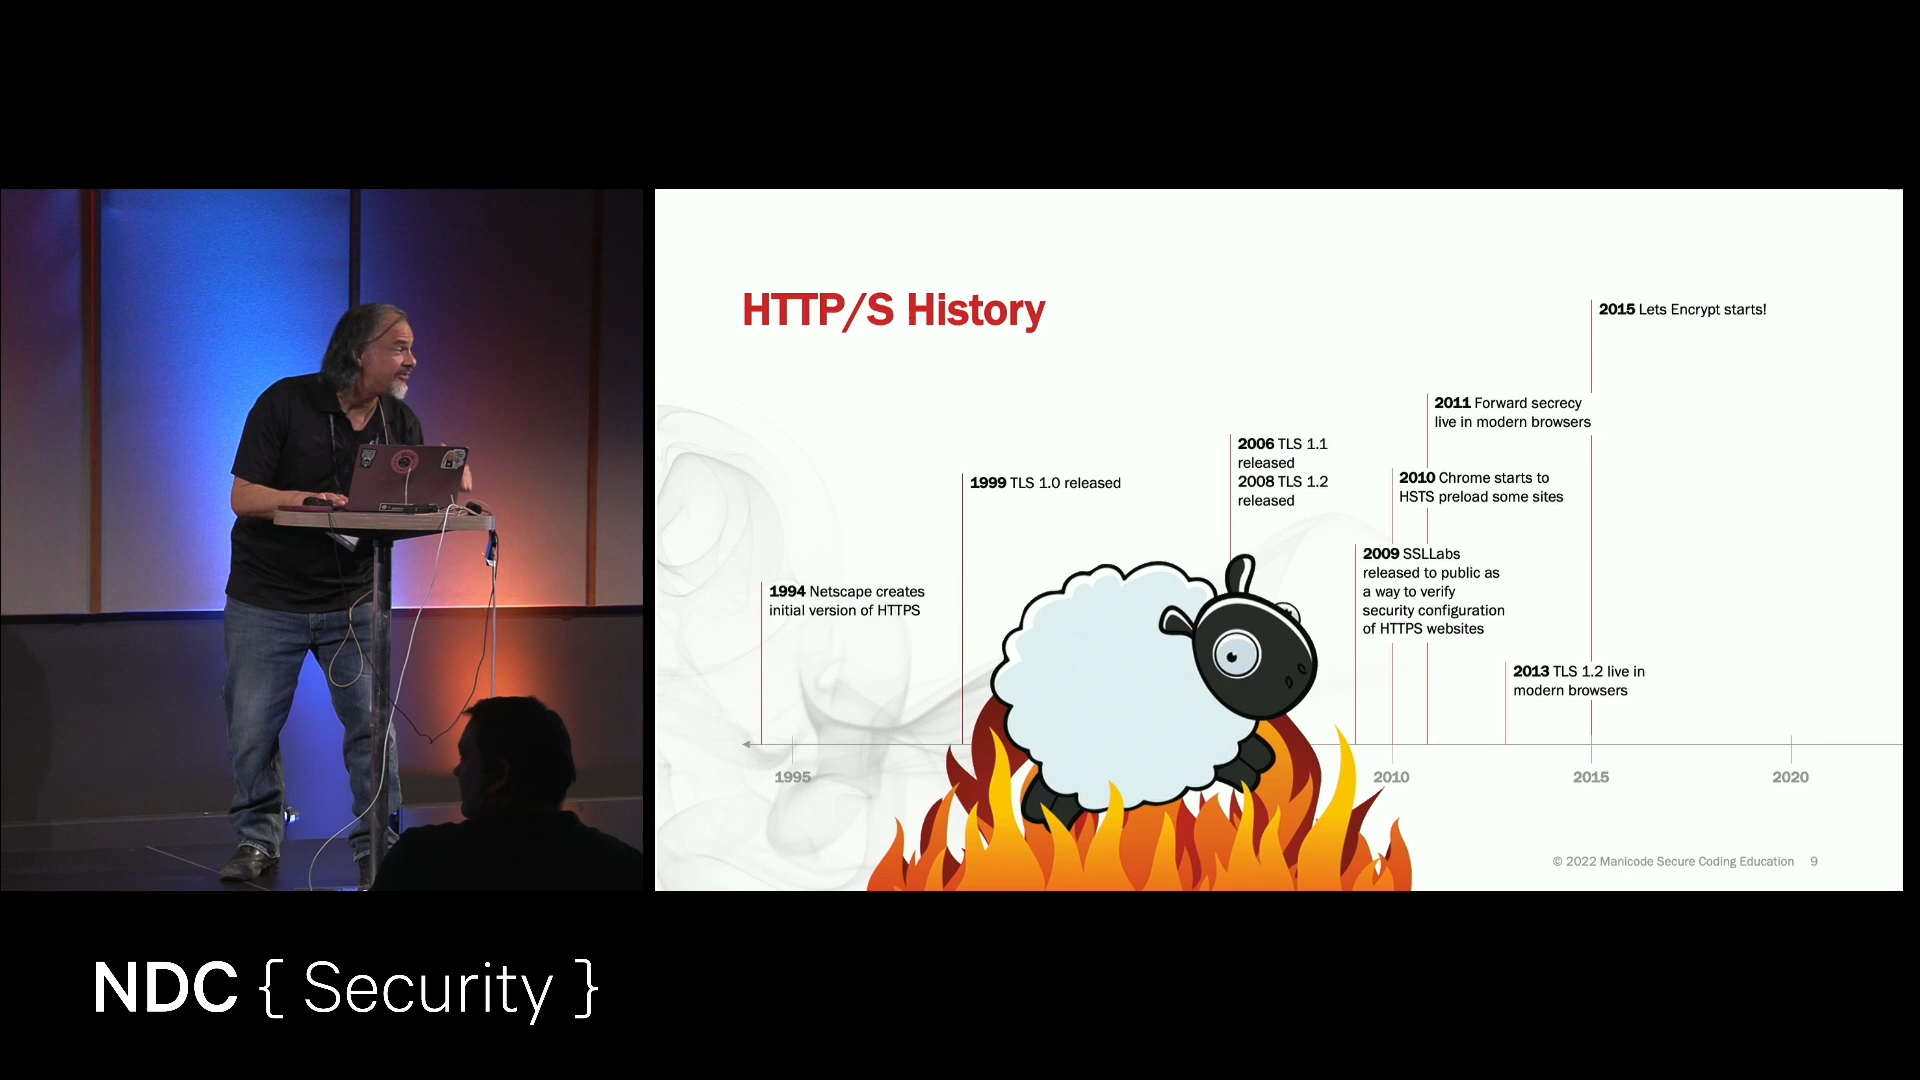 HTTP/S History
2015 Lets Encrypt starts!
2011 Forward secrecy
live in modern browsers
2006 TLS 1.1
released
2008 TLS 1.2
released
2010 Chrome starts to
HSTS preload some sites
1999 TLS 1.0 released
2009 SSLLabs
released to public as
a way to verify
security configuration
of HTTPS websites
1994 Netscape creates
initial version of HTTPS
2013 TLS 1.2 live in
modern browsers
1995
2010
2015
2020
© 2022 Manicode Secure Coding Education 9
NDC { Security }